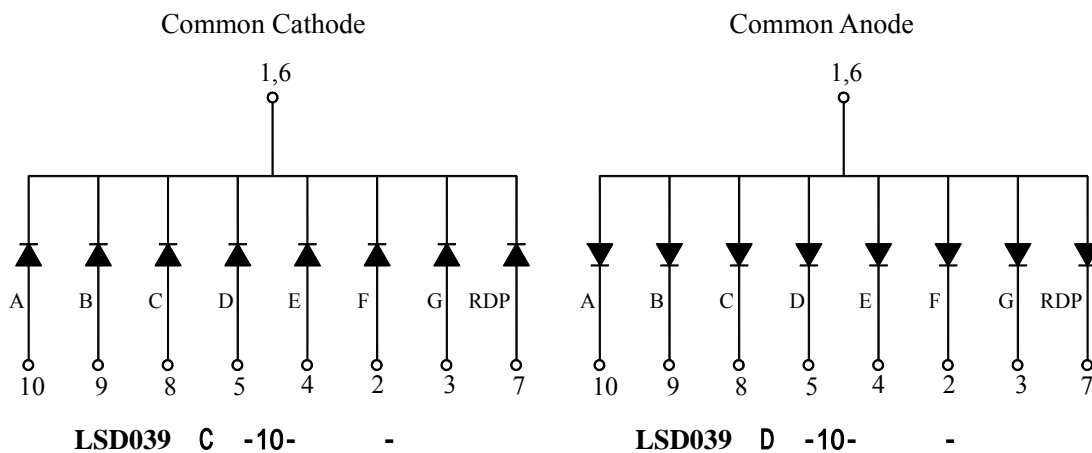 Common Cathode
1,6
A B C D E F G RDP
10 9 8 5 4 2 3 7
LSD039 C -10- -
Common Anode
1,6
A B C D E F G RDP
10 9 8 5 4 2 3 7
LSD039 D -10- -